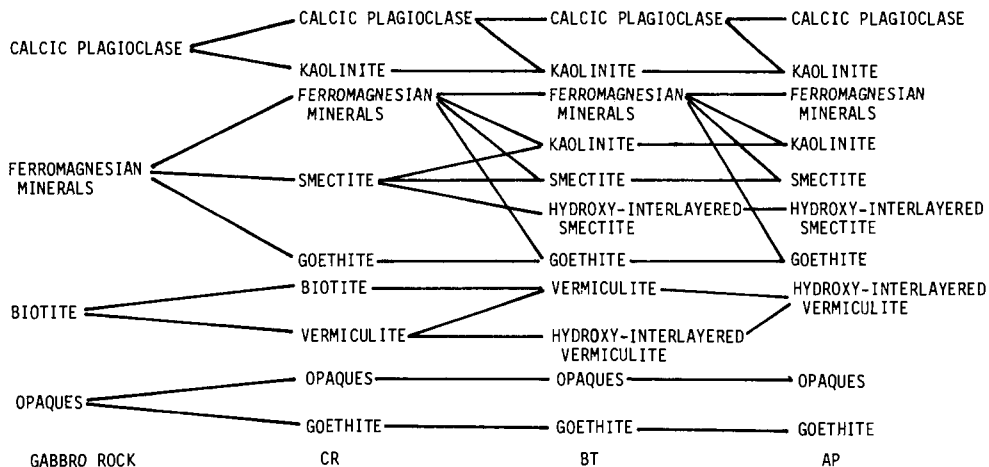 CALCIC PLAGIOCLASE
CALCIC PLAGIOCLASE
CALCIC PLAGIOCLASE
CALCIC PLAGIOCLASE
KAOLINITE
KAOLINITE
KAOLINITE
FERROMAGNESIAN
MINERALS
FERROMAGNESIAN
MINERALS
FERROMAGNESIAN
MINERALS
FERROMAGNESIAN
MINERALS
KAOLINITE
KAOLINITE
SMECTITE
SMECTITE
SMECTITE
HYDROXY-INTERLAYERED
SMECTITE
HYDROXY-INTERLAYERED
SMECTITE
GOETHITE
GOETHITE
GOETHITE
BIOTITE
BIOTITE
VERMICULITE
HYDROXY-INTERLAYERED
VERMICULITE
VERMICULITE
HYDROXY-INTERLAYERED
VERMICULITE
OPAQUES
OPAQUES
OPAQUES
OPAQUES
GOETHITE
GOETHITE
GOETHITE
GABBRO ROCK
CR
BT
AP